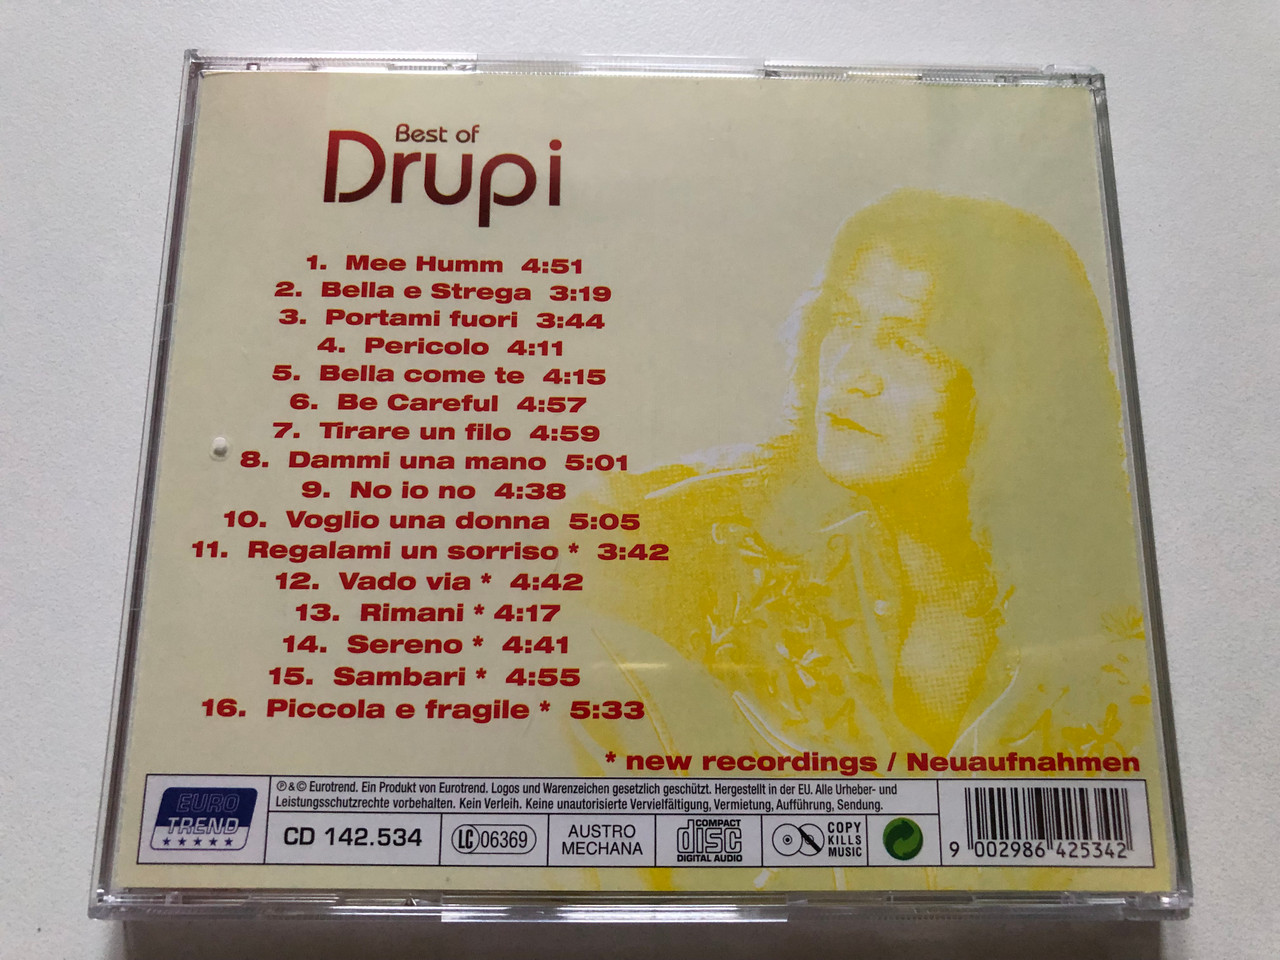 Best of
Drupi
1. Mee Humm 4:51
2. Bella e Strega 3:19
3. Portami fuori 3:44
4. Pericolo 4:11
5. Bella come te 4:15
6. Be Careful 4:57
7. Tirare un filo 4:59
8. Dammi una mano 5:01
9. No io no 4:38
10. Voglio una donna 5:05
11. Regalami un sorriso * 3:42
12. Vado via * 4:42
13. Rimani * 4:17
14. Sereno * 4:41
15. Sambari * 4:55
16. Piccola e fragile * 5:33
* new recordings / Neuaufnahmen
EURO
TREND
℗ & © Eurotrend. Ein Produkt von Eurotrend. Logos und Warenzeichen gesetzlich geschützt. Hergestellt in der EU. Alle Urheber- und
Leistungsschutzrechte vorbehalten. Kein Verleih. Keine unautorisierte Vervielfältigung, Vermietung, Aufführung, Sendung.
CD 142.534
LC 06369
AUSTRO
MECHANA
COMPACT
disc
DIGITAL AUDIO
COPY
KILLS
MUSIC
9 002986 425342